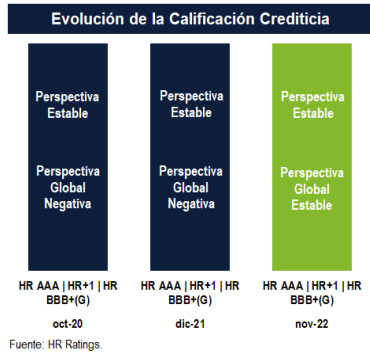 Evolución de la Calificación Crediticia
Perspectiva
Estable
Perspectiva
Global
Negativa
HR AAA | HR+1 | HR
BBB+(G)
oct-20
Perspectiva
Estable
Perspectiva
Global
Negativa
HR AAA | HR+1 | HR
BBB+(G)
dic-21
Perspectiva
Estable
Perspectiva
Global
Estable
HR AAA | HR+1 | HR
BBB+(G)
nov-22
Fuente: HR Ratings.